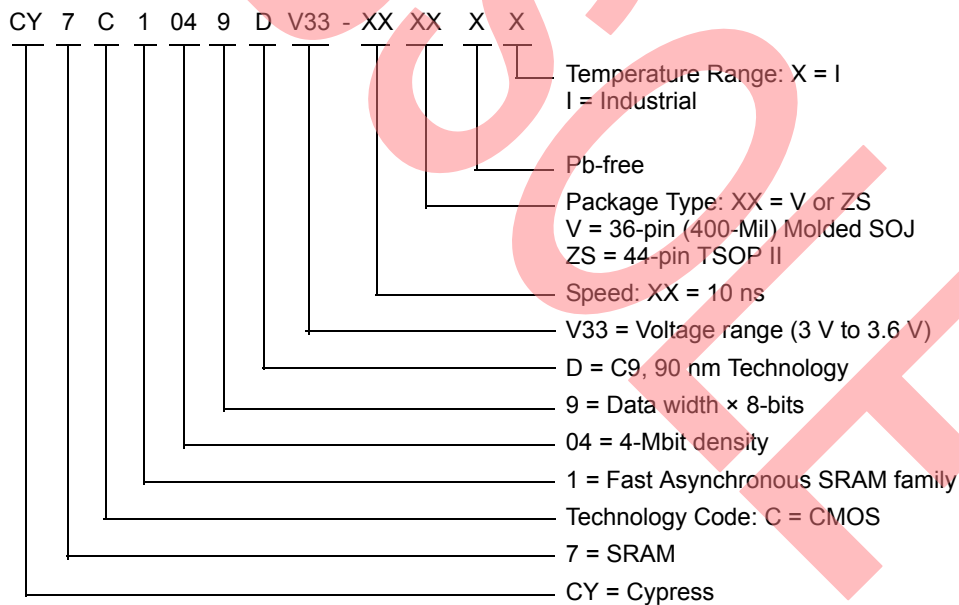 CY 7 C 1 04 9 D V33 - XX XX X X
Temperature Range: X = I
I = Industrial
Pb-free
Package Type: XX = V or ZS
V = 36-pin (400-Mil) Molded SOJ
ZS = 44-pin TSOP II
Speed: XX = 10 ns
V33 = Voltage range (3 V to 3.6 V)
D = C9, 90 nm Technology
9 = Data width × 8-bits
04 = 4-Mbit density
1 = Fast Asynchronous SRAM family
Technology Code: C = CMOS
7 = SRAM
CY = Cypress